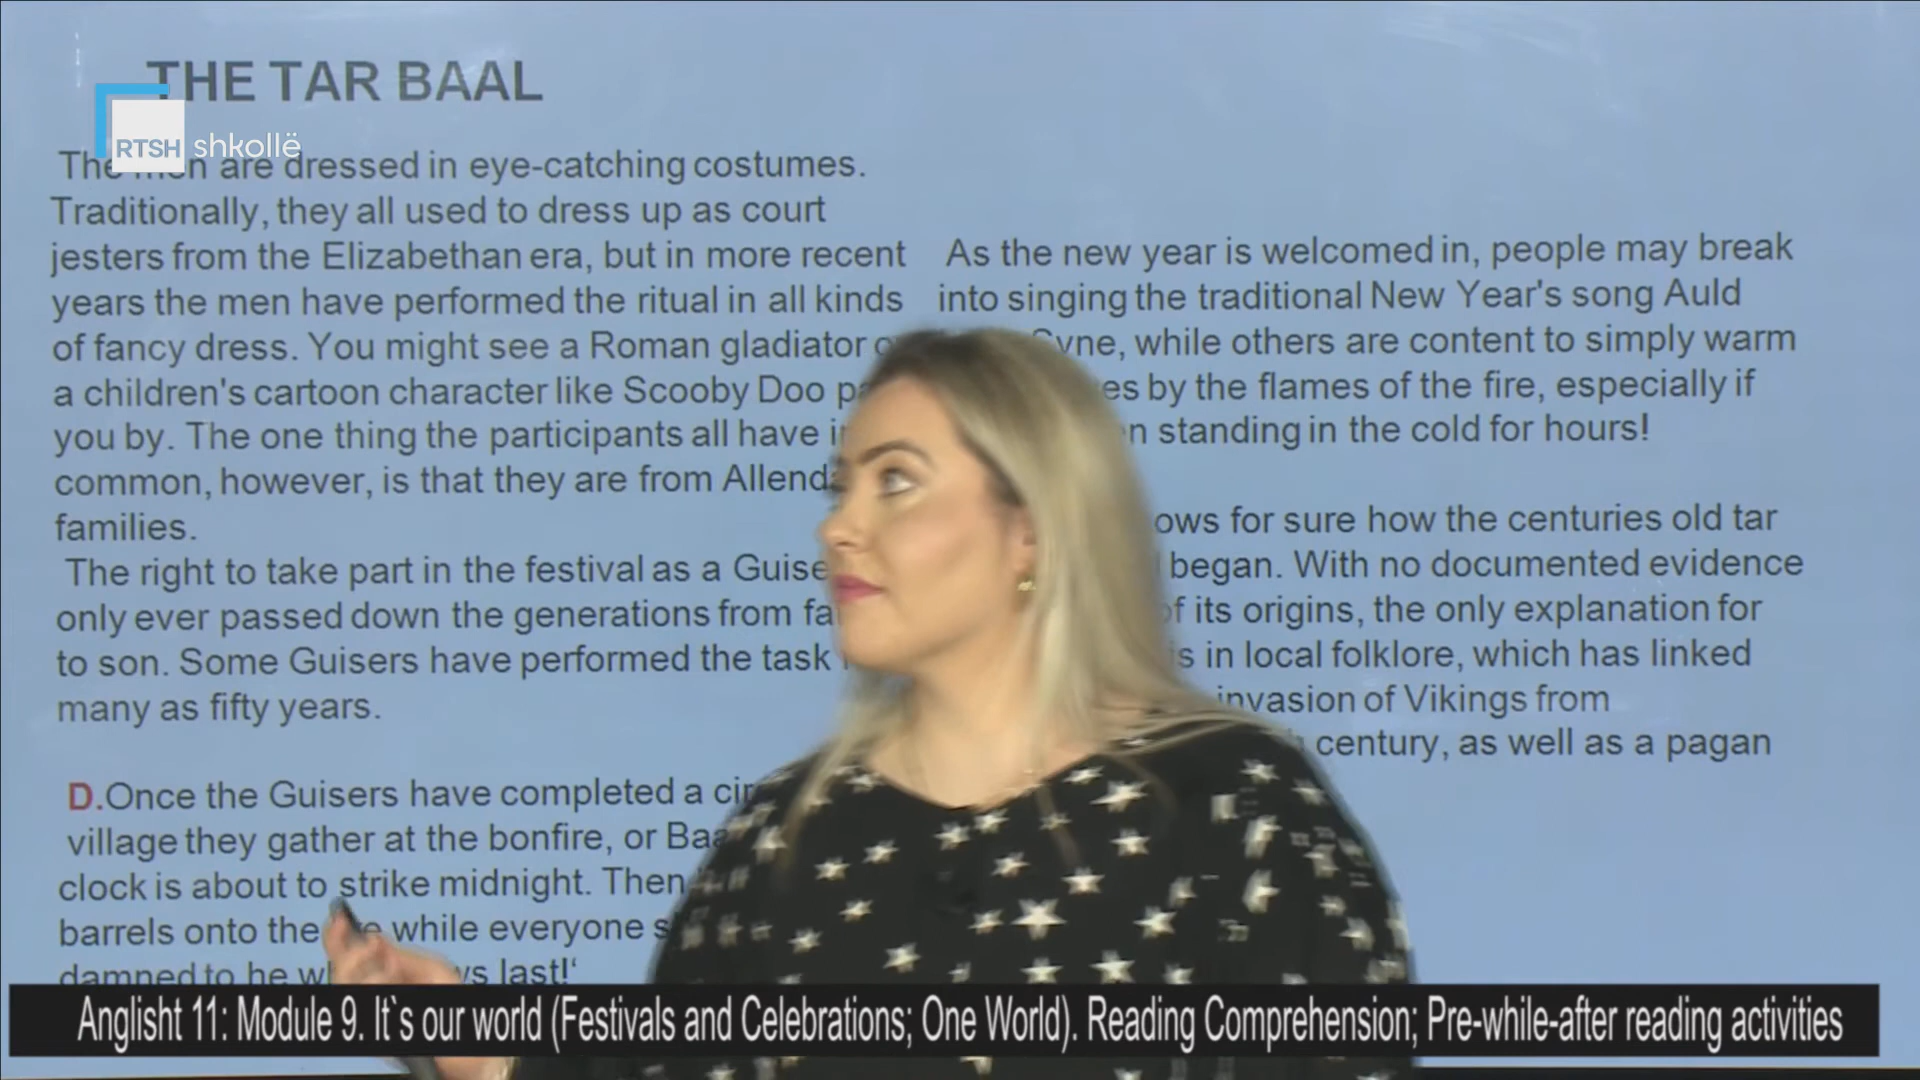 THE TAR BAAL
RTSH shkollë
The men are dressed in eye-catching costumes.
Traditionally, they all used to dress up as court
jesters from the Elizabethan era, but in more recent
years the men have performed the ritual in all kinds
of fancy dress. You might see a Roman gladiator
a children's cartoon character like Scooby Doo
you by. The one thing the participants all have
common, however, is that they are from
families.
The right to take part in the festival as a
only ever passed down the generations from
to son. Some Guisers have performed the task
many as fifty years.
D.Once the Guisers have completed a
village they gather at the bonfire, or
clock is about to strike midnight. Then
barrels onto the while everyone
damned to he last!'
As the new year is welcomed in, people may break
into singing the traditional New Year's song Auld
Syne, while others are content to simply warm
by the flames of the fire, especially if
standing in the cold for hours!
for sure how the centuries old tar
began. With no documented evidence
of its origins, the only explanation for
is in local folklore, which has linked
invasion of Vikings from
century, as well as a pagan
Anglisht 11: Module 9. It`s our world (Festivals and Celebrations; One World). Reading Comprehension; Pre-while-after reading activities